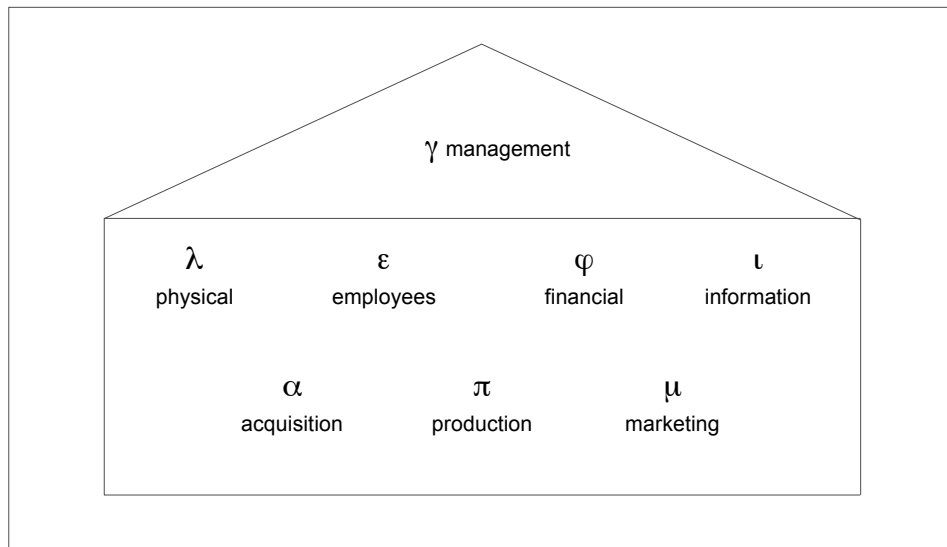 γ management
λ ε φ ι
physical employees financial information
α π μ
acquisition production marketing